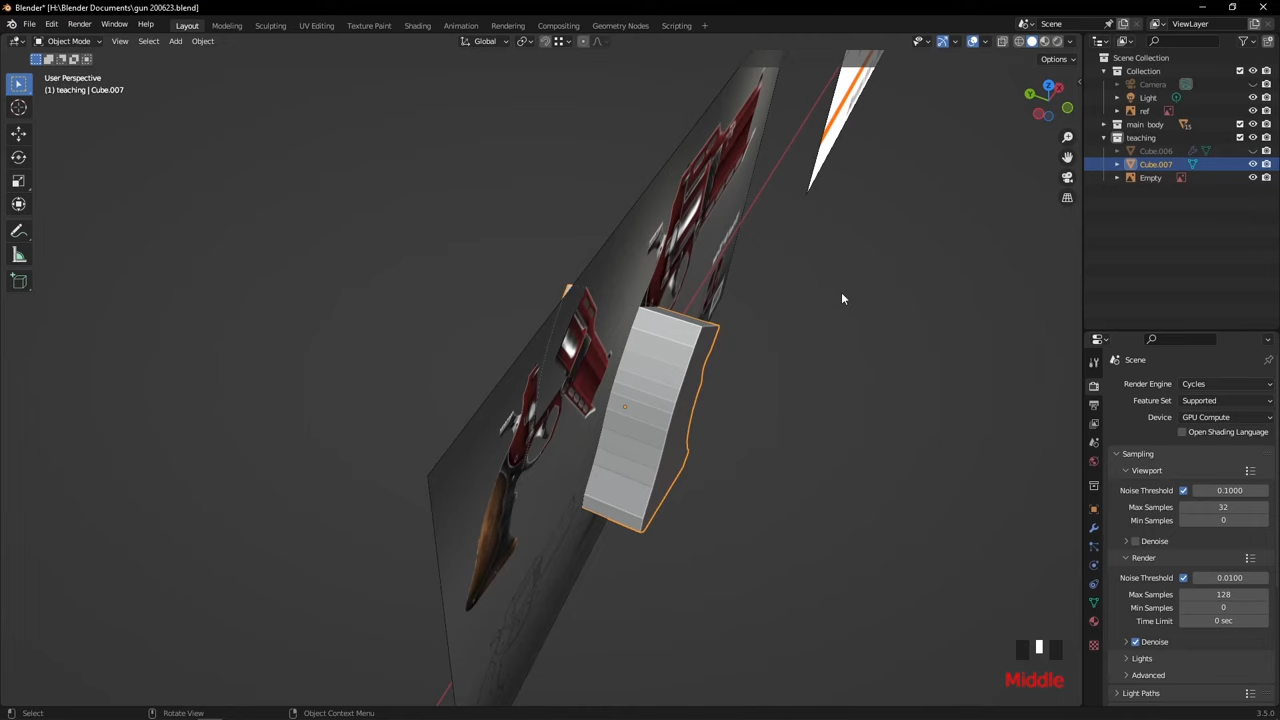 Blender* [H:\Blender Documents\gun 200623.blend]
File Edit Render Window Help Layout Modeling Sculpting UV Editing Texture Paint Shading Animation Rendering Compositing Geometry Nodes Scripting + Scene ViewLayer
Object Mode View Select Add Object Global
Options
User Perspective
(1) teaching | Cube.007
Scene Collection
Collection
Camera
Light
ref
main body 15
teaching
Cube.006
Cube.007
Empty
Scene
Render Engine Cycles
Feature Set Supported
Device GPU Compute
Open Shading Language
Sampling
Viewport
Noise Threshold 0.1000
Max Samples 32
Min Samples 0
Denoise
Render
Noise Threshold 0.0100
Max Samples 128
Min Samples 0
Time Limit 0 sec
Denoise
Lights
Advanced
Light Paths
Middle
Select Rotate View Object Context Menu 3.5.0